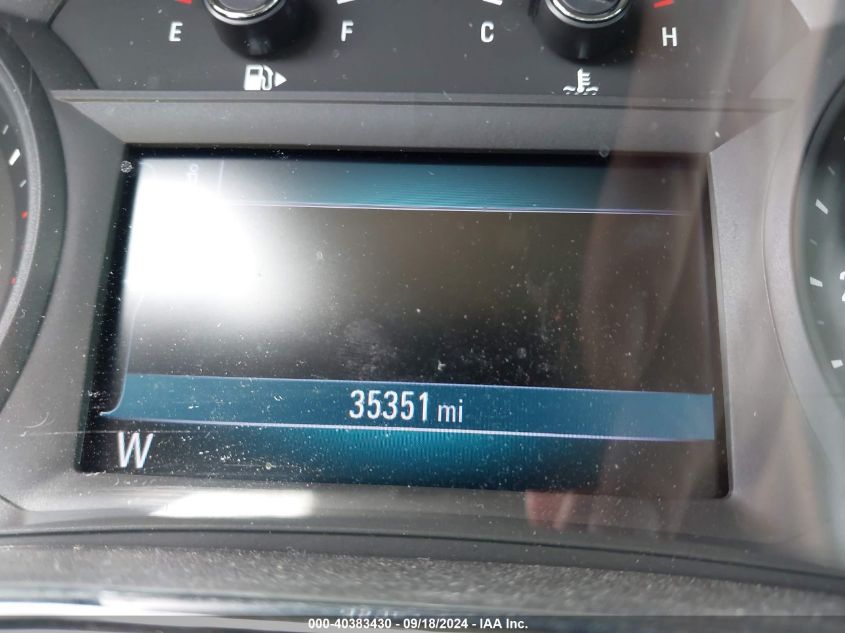 E F C H
35351 mi
W
000-40383430 - 09/18/2024 - IAA Inc.